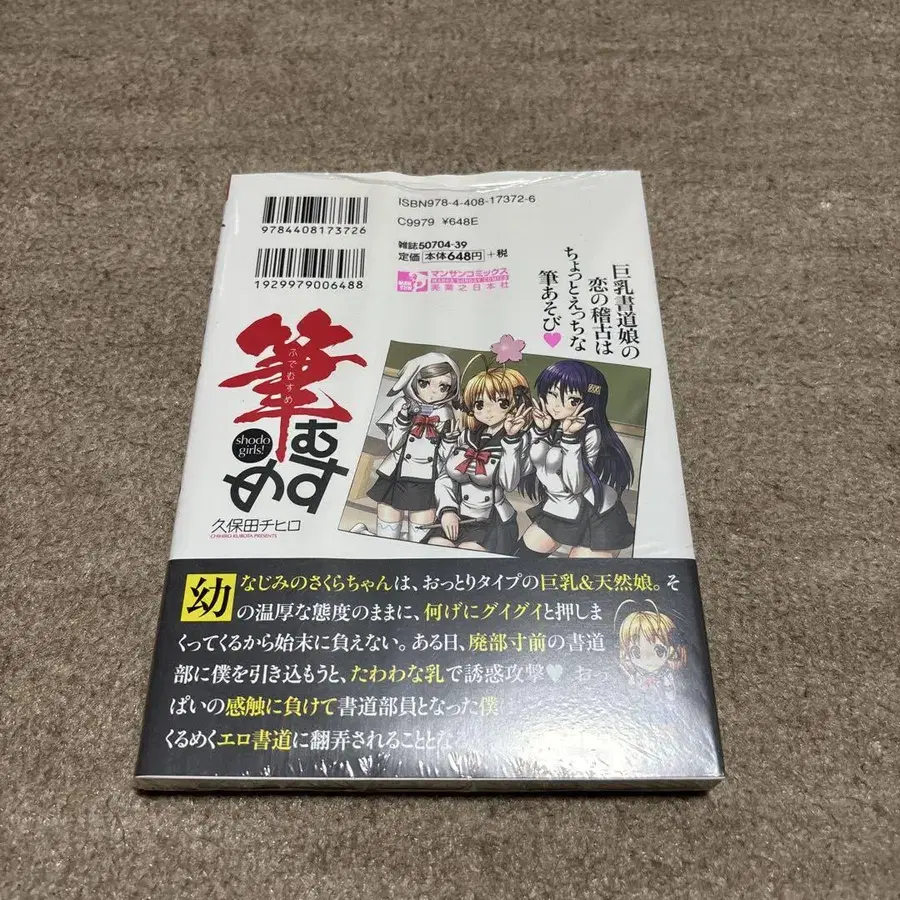 ISBN978-4-408-17372-6
C9979 ¥648E
9784408173726
雑誌50704-39
定価 本体648円 +税
1929979006488
マンサンコミックス
実業之日本社
巨乳書道娘の
恋の稽古は
ちょっとえっちな
筆あそび♥
筆むすめ
ふでむすめ
shodo
girls!
久保田チヒロ
CHIHIRO KUBOTA PRESENTS
幼なじみのさくらちゃんは、おっとりタイプの巨乳&天然娘。そ
の温厚な態度のままに、何げにグイグイと押しま
くってくるから始末に負えない。ある日、廃部寸前の書道
部に僕を引き込もうと、たわわな乳で誘惑攻撃♥ おっ
ぱいの感触に負けて書道部員となった僕
くるめくエロ書道に翻弄されることとな